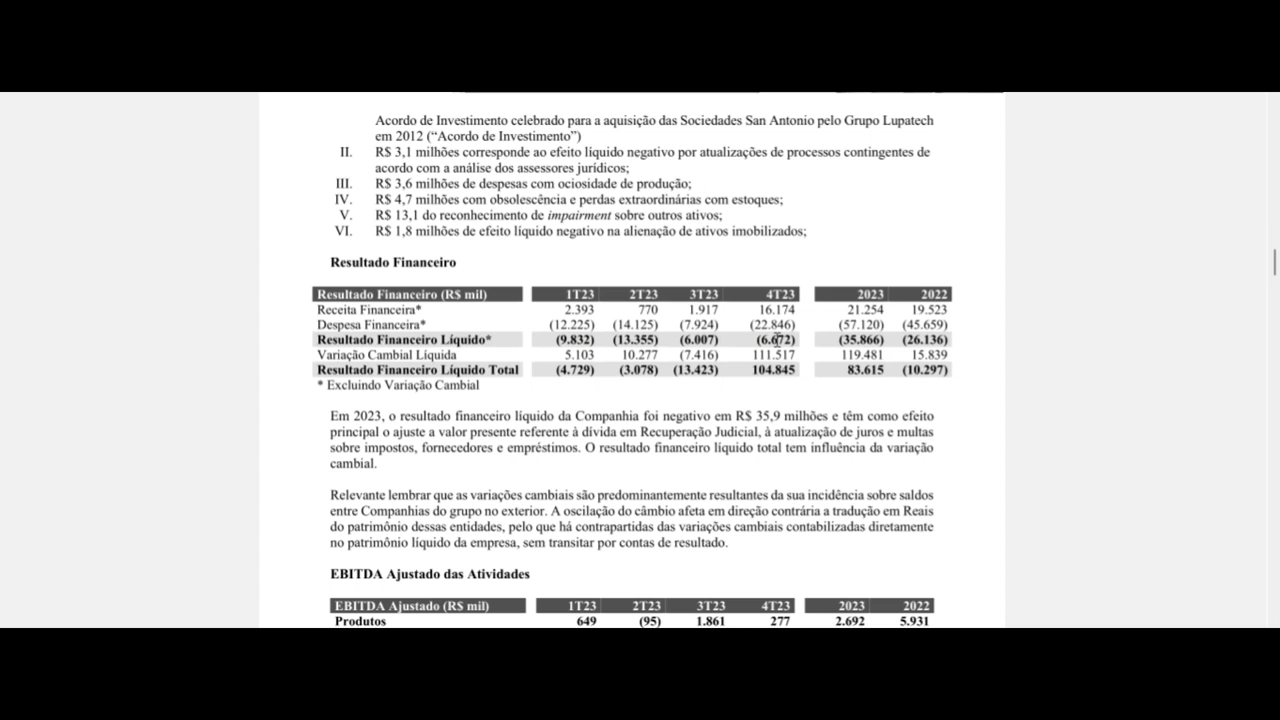 Acordo de Investimento celebrado para a aquisição das Sociedades San Antonio pelo Grupo Lupatech
em 2012 (“Acordo de Investimento”)
II. R$ 3,1 milhões corresponde ao efeito líquido negativo por atualizações de processos contingentes de
acordo com a análise dos assessores jurídicos;
III. R$ 3,6 milhões de despesas com ociosidade de produção;
IV. R$ 4,7 milhões com obsolescência e perdas extraordinárias com estoques;
V. R$ 13,1 do reconhecimento de impairment sobre outros ativos;
VI. R$ 1,8 milhões de efeito líquido negativo na alienação de ativos imobilizados;
Resultado Financeiro
Resultado Financeiro (R$ mil) 1T23 2T23 3T23 4T23 2023 2022
Receita Financeira* 2.393 770 1.917 16.174 21.254 19.523
Despesa Financeira* (12.225) (14.125) (7.924) (22.846) (57.120) (45.659)
Resultado Financeiro Líquido* (9.832) (13.355) (6.007) (6.672) (35.866) (26.136)
Variação Cambial Líquida 5.103 10.277 (7.416) 111.517 119.481 15.839
Resultado Financeiro Líquido Total (4.729) (3.078) (13.423) 104.845 83.615 (10.297)
* Excluindo Variação Cambial
Em 2023, o resultado financeiro líquido da Companhia foi negativo em R$ 35,9 milhões e têm como efeito
principal o ajuste a valor presente referente à dívida em Recuperação Judicial, à atualização de juros e multas
sobre impostos, fornecedores e empréstimos. O resultado financeiro líquido total tem influência da variação
cambial.
Relevante lembrar que as variações cambiais são predominantemente resultantes da sua incidência sobre saldos
entre Companhias do grupo no exterior. A oscilação do câmbio afeta em direção contrária a tradução em Reais
do patrimônio dessas entidades, pelo que há contrapartidas das variações cambiais contabilizadas diretamente
no patrimônio líquido da empresa, sem transitar por contas de resultado.
EBITDA Ajustado das Atividades
EBITDA Ajustado (R$ mil) 1T23 2T23 3T23 4T23 2023 2022
Produtos 649 (95) 1.861 277 2.692 5.931